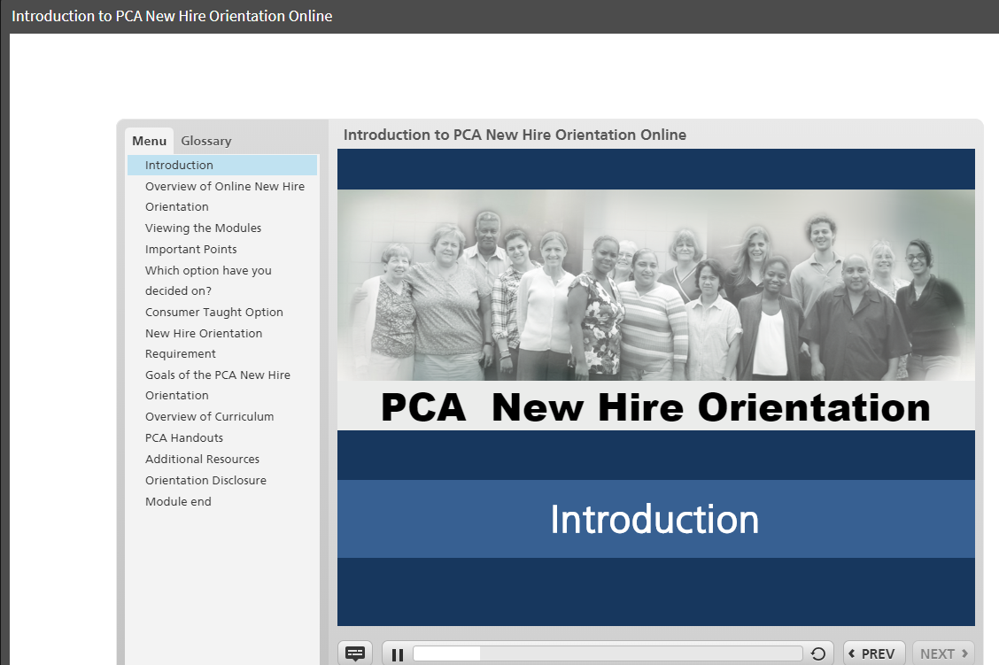 Introduction to PCA New Hire Orientation Online
Menu
Glossary
Introduction
Overview of Online New Hire
Orientation
Viewing the Modules
Important Points
Which option have you
decided on?
Consumer Taught Option
New Hire Orientation
Requirement
Goals of the PCA New Hire
Orientation
Overview of Curriculum
PCA Handouts
Additional Resources
Orientation Disclosure
Module end
Introduction to PCA New Hire Orientation Online
PCA New Hire Orientation
Introduction
PREV
NEXT